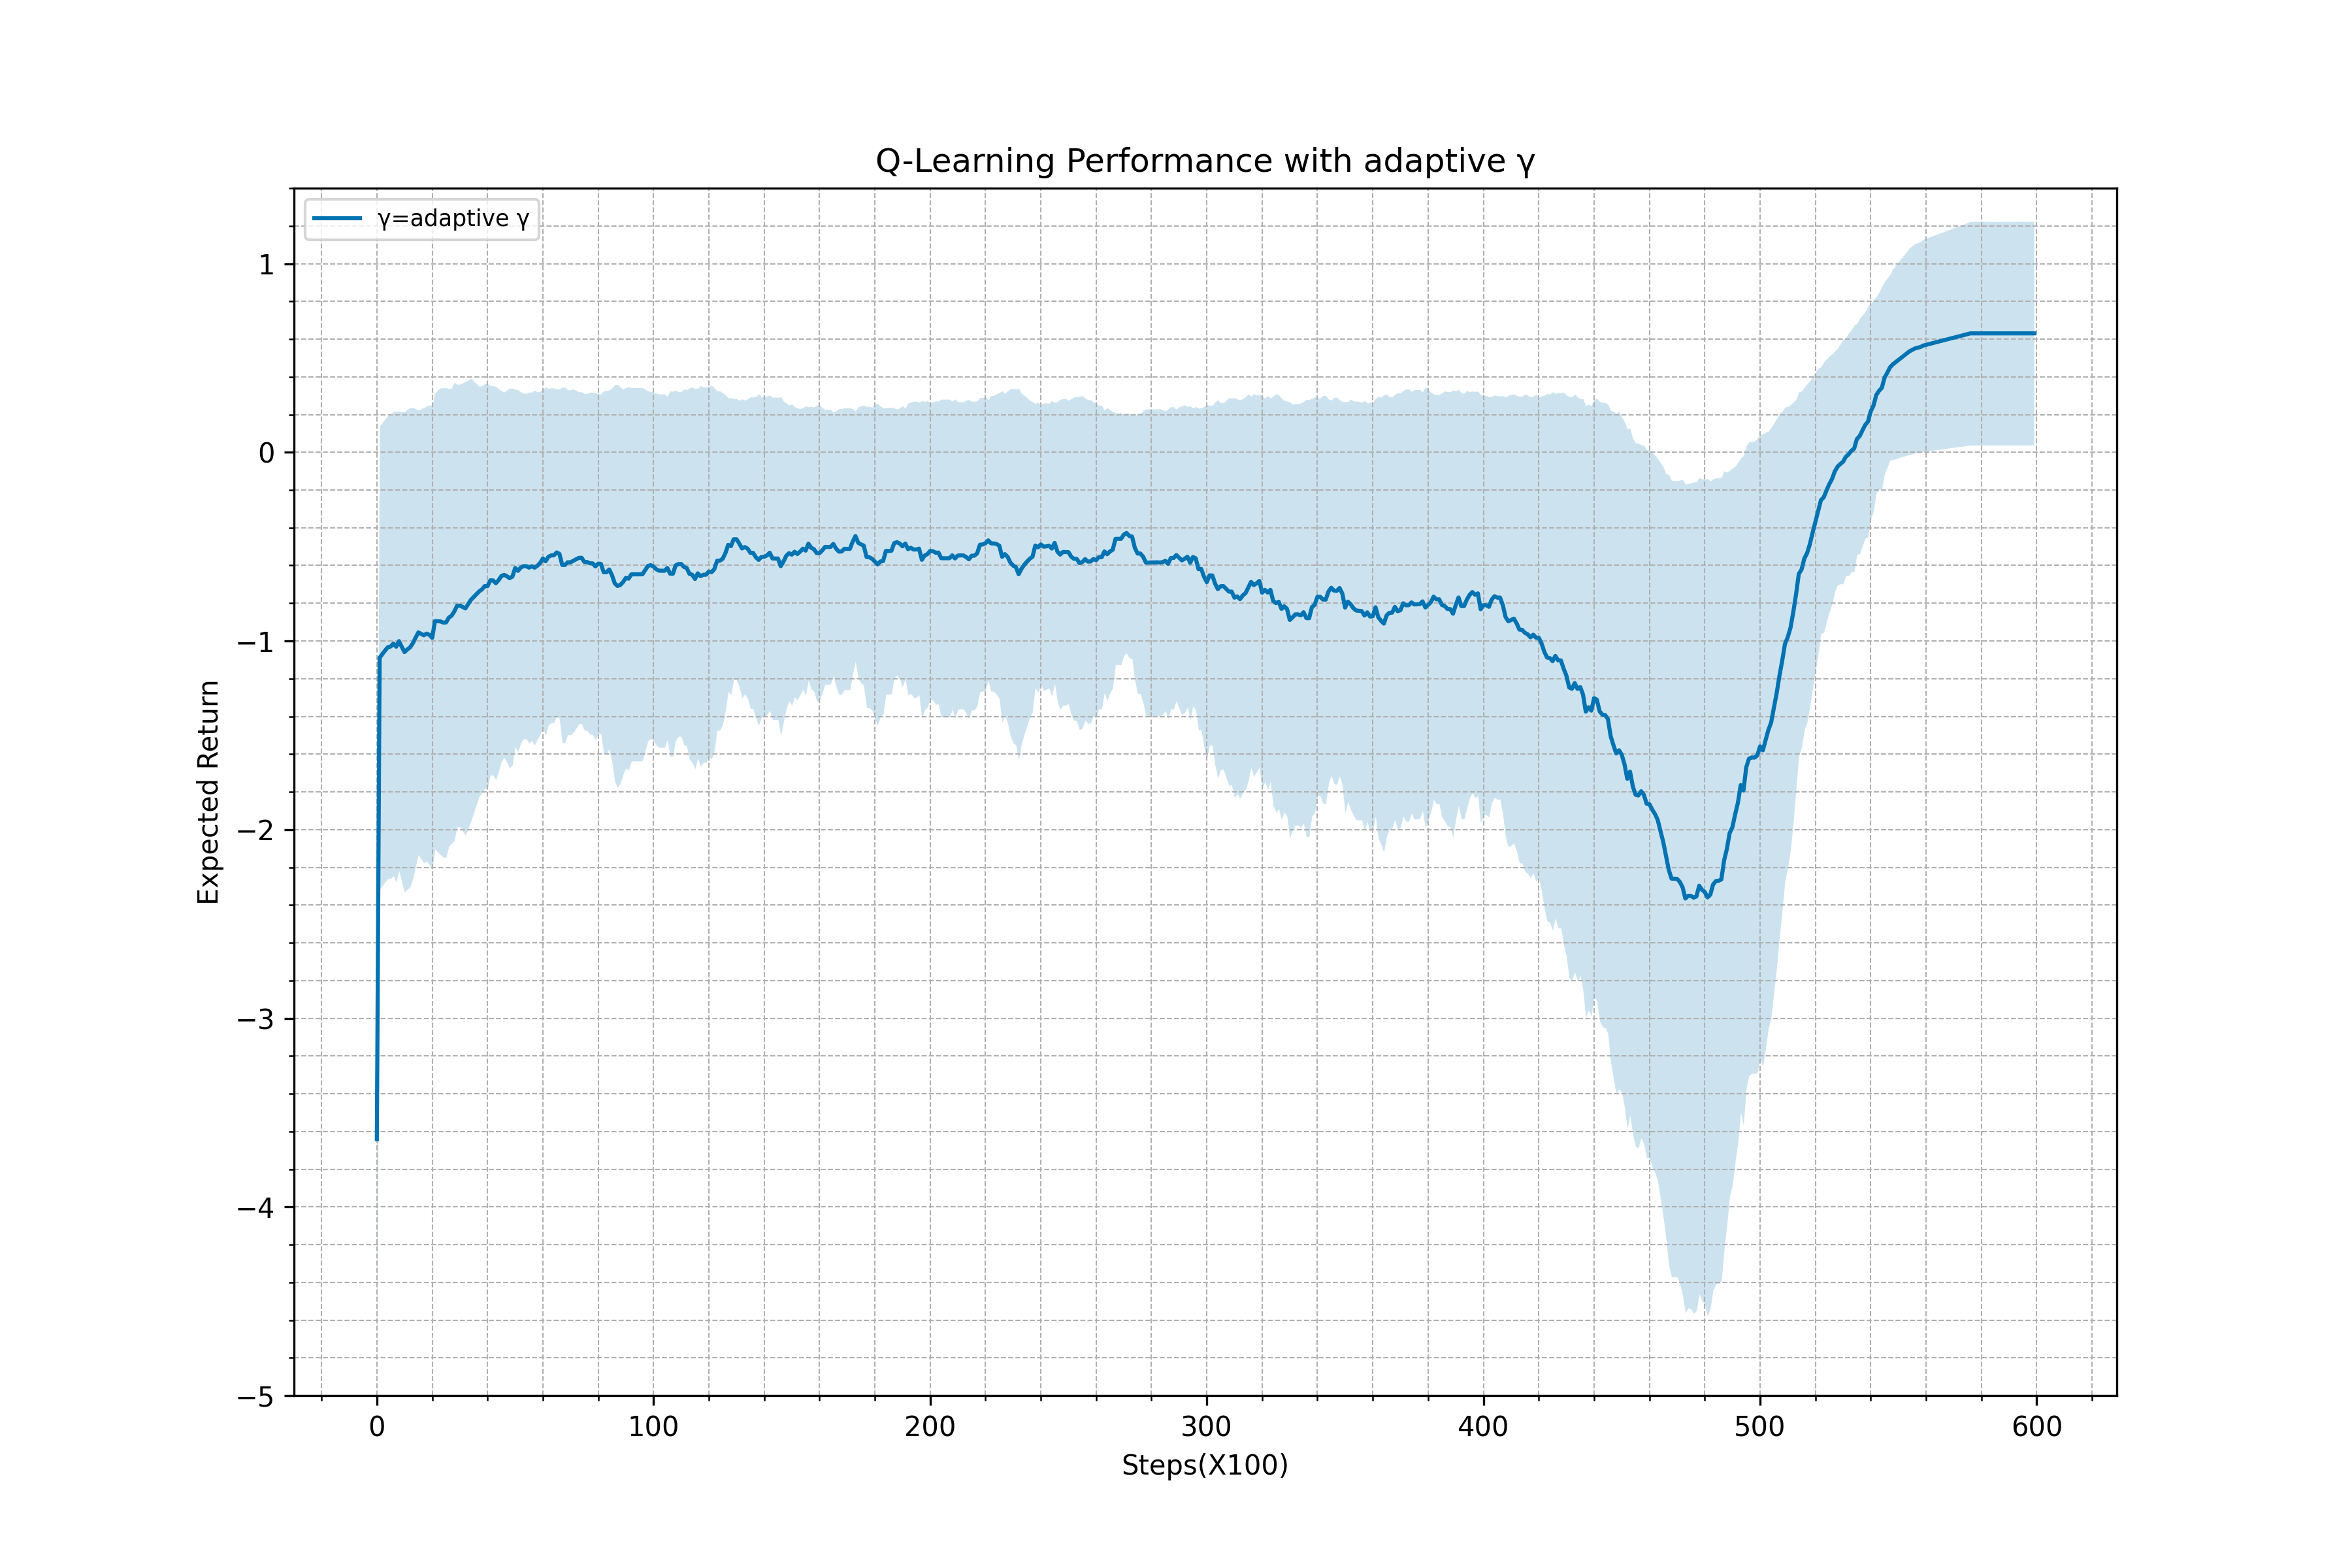 Q-Learning Performance with adaptive γ
γ=adaptive γ
1
0
−1
−2
−3
−4
−5
Expected Return
0 100 200 300 400 500 600
Steps(X100)